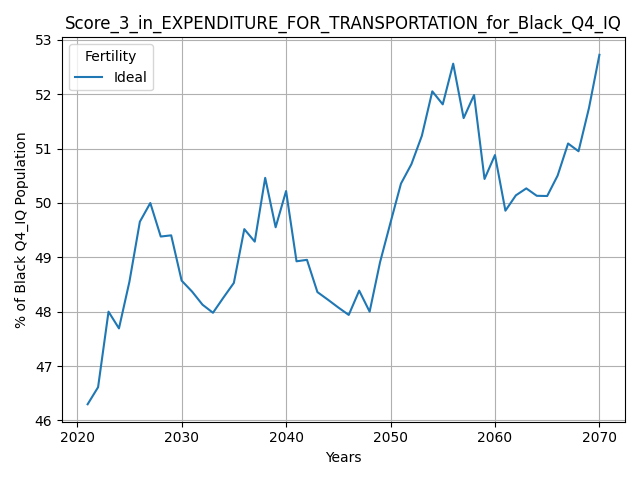 Score_3_in_EXPENDITURE_FOR_TRANSPORTATION_for_Black_Q4_IQ
Fertility
Ideal
% of Black Q4_IQ Population
53
52
51
50
49
48
47
46
2020
2030
2040
2050
2060
2070
Years